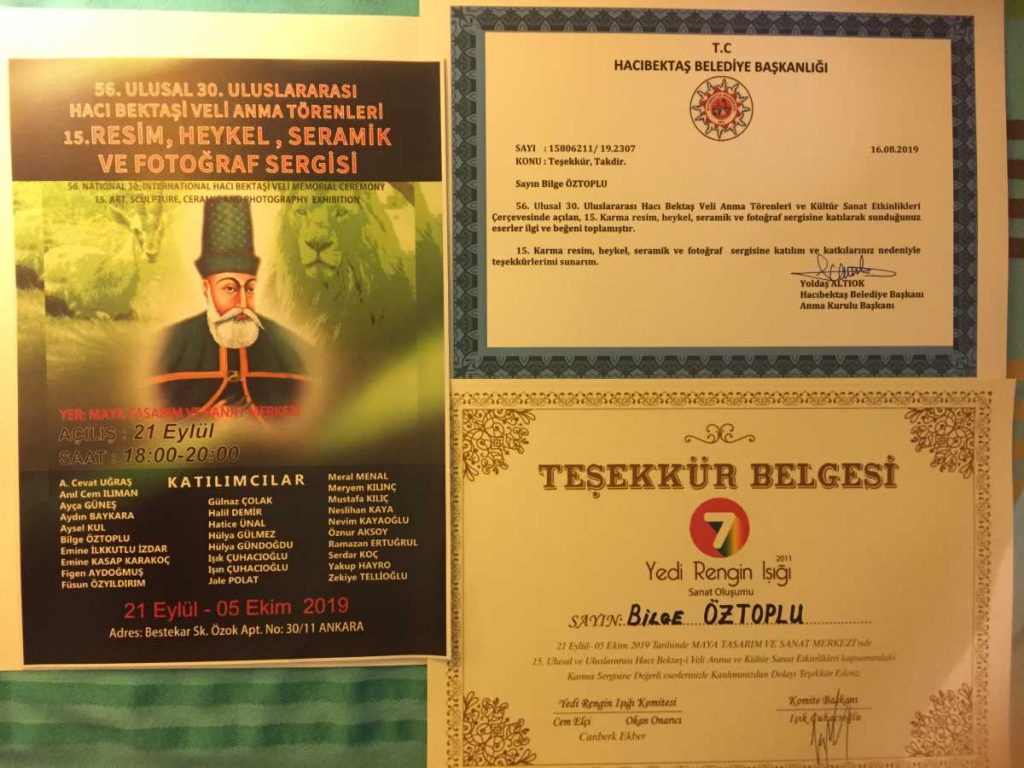 56. ULUSAL 30. ULUSLARARASI
HACI BEKTAŞİ VELİ ANMA TÖRENLERİ
15.RESİM, HEYKEL , SERAMİK
VE FOTOĞRAF SERGİSİ
56. NATIONAL 30. INTERNATIONAL HACI BEKTAŞİ VELİ MEMORIAL CEREMONY
15. ART, SCULPTURE, CERAMIC AND PHOTOGRAPHY EXHIBITION
YER: MAYA TASARIM VE SANAT MERKEZİ
AÇILIŞ : 21 Eylül
SAAT : 18:00-20:00
KATILIMCILAR
A. Cevat UĞRAŞ
Anıl Cem ILIMAN
Ayça GÜNEŞ
Aydın BAYKARA
Aysel KUL
Bilge ÖZTOPLU
Emine İLKKUTLU İZDAR
Emine KASAP KARAKOÇ
Figen AYDOĞMUŞ
Füsun ÖZYILDIRIM
Gülnaz ÇOLAK
Halil DEMİR
Hatice ÜNAL
Hülya GÜLMEZ
Hülya GÜNDOĞDU
Işık ÇUHACIOĞLU
Işın ÇUHACIOĞLU
Jale POLAT
Meral MENAL
Meryem KILINÇ
Mustafa KILIÇ
Neslihan KAYA
Nevim KAYAOĞLU
Öznur AKSOY
Ramazan ERTUĞRUL
Serdar KOÇ
Yakup HAYRO
Zekiye TELLİOĞLU
21 Eylül - 05 Ekim 2019
Adres: Bestekar Sk. Özok Apt. No: 30/11 ANKARA
T.C
HACIBEKTAŞ BELEDİYE BAŞKANLIĞI
SAYI : 15806211/ 19.2307 16.08.2019
KONU : Teşekkür, Takdir.
Sayın Bilge ÖZTOPLU
56. Ulusal 30. Uluslararası Hacı Bektaş Veli Anma Törenleri ve Kültür Sanat Etkinlikleri
Çerçevesinde açılan, 15. Karma resim, heykel, seramik ve fotoğraf sergisine katılarak sunduğunuz
eserler ilgi ve beğeni toplamıştır.
15. Karma resim, heykel, seramik ve fotoğraf sergisine katılım ve katkılarınız nedeniyle
teşekkürlerimi sunarım.
Yoldaş ALTIOK
Hacıbektaş Belediye Başkanı
Anma Kurulu Başkanı
TEŞEKKÜR BELGESİ
7
2011
Yedi Rengin Işığı
Sanat Oluşumu
SAYIN: BİLGE ÖZTOPLU
21 Eylül- 05 Ekim 2019 Tarihinde MAYA TASARIM VE SANAT MERKEZİ'nde
15. Ulusal ve Uluslararası Hacı Bektaş-i Veli Anma ve Kültür Sanat Etkinlikleri kapsamındaki
Karma Sergisine Değerli eserlerinizle Katılımınızdan Dolayı Teşekkür Ederiz.
Yedi Rengin Işığı Komitesi
Cem Elçi Okan Onarıcı
Canberk Ekber
Komite Başkanı
Işık Çuhacıoğlu